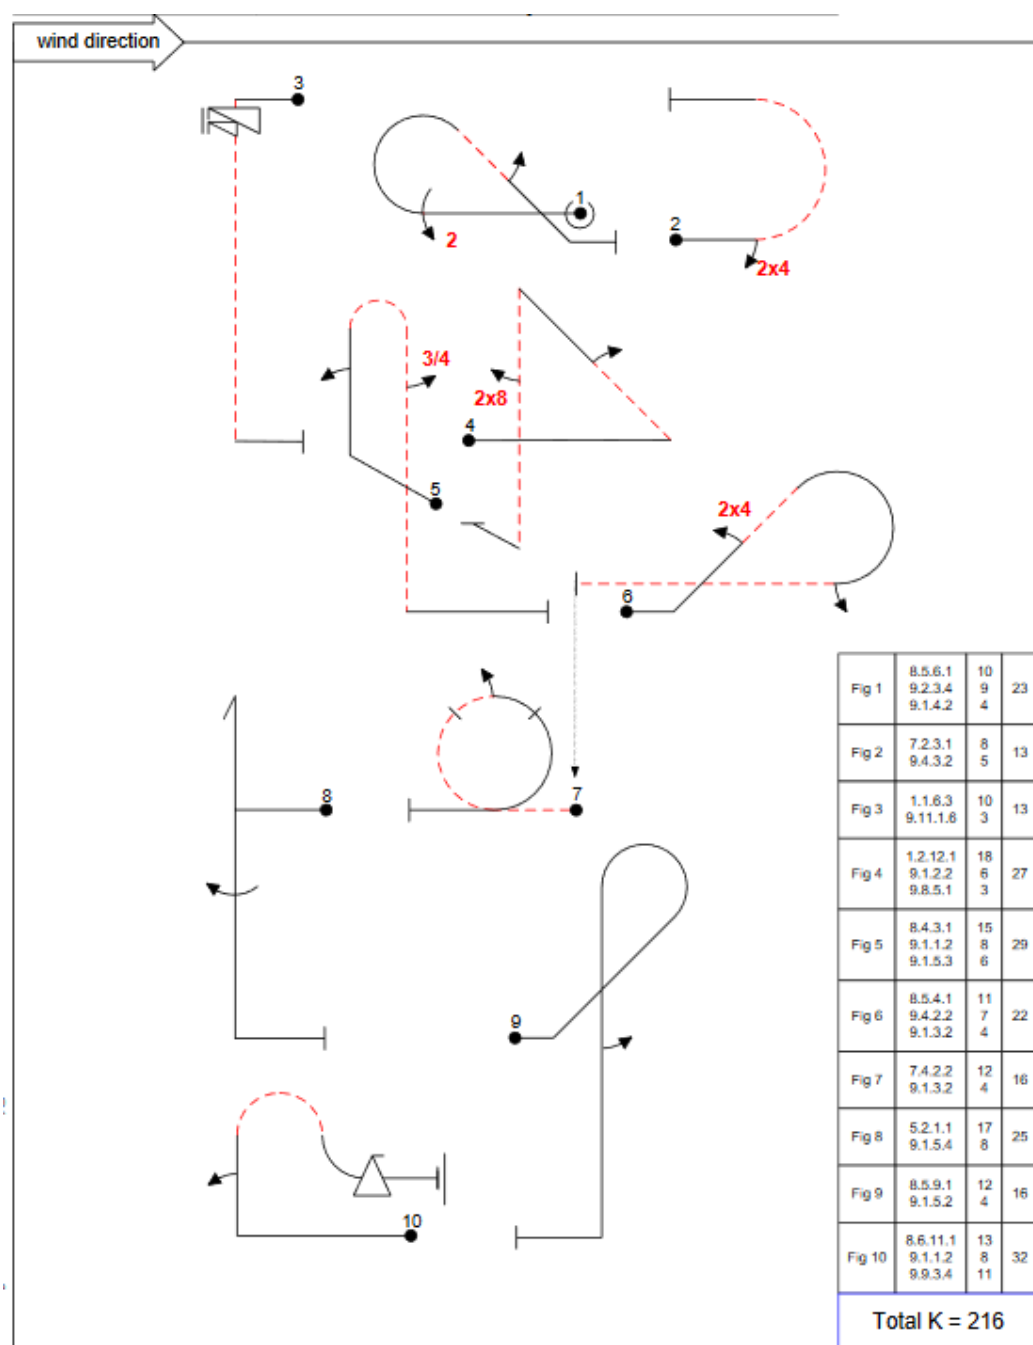 wind direction
3
1
2
2
2x4
3/4
2x8
4
5
2x4
6
7
8
9
10
Fig 1 8.5.6.1 10 23
9.2.3.4 9
9.1.4.2 4
Fig 2 7.2.3.1 8 13
9.4.3.2 5
Fig 3 1.1.6.3 10 13
9.11.1.6 3
Fig 4 1.2.12.1 18 27
9.1.2.2 6
9.8.5.1 3
Fig 5 8.4.3.1 15 29
9.1.1.2 8
9.1.5.3 6
Fig 6 8.5.4.1 11 22
9.4.2.2 7
9.1.3.2 4
Fig 7 7.4.2.2 12 16
9.1.3.2 4
Fig 8 5.2.1.1 17 25
9.1.5.4 8
Fig 9 8.5.9.1 12 16
9.1.5.2 4
Fig 10 8.6.11.1 13 32
9.1.1.2 8
9.9.3.4 11
Total K = 216